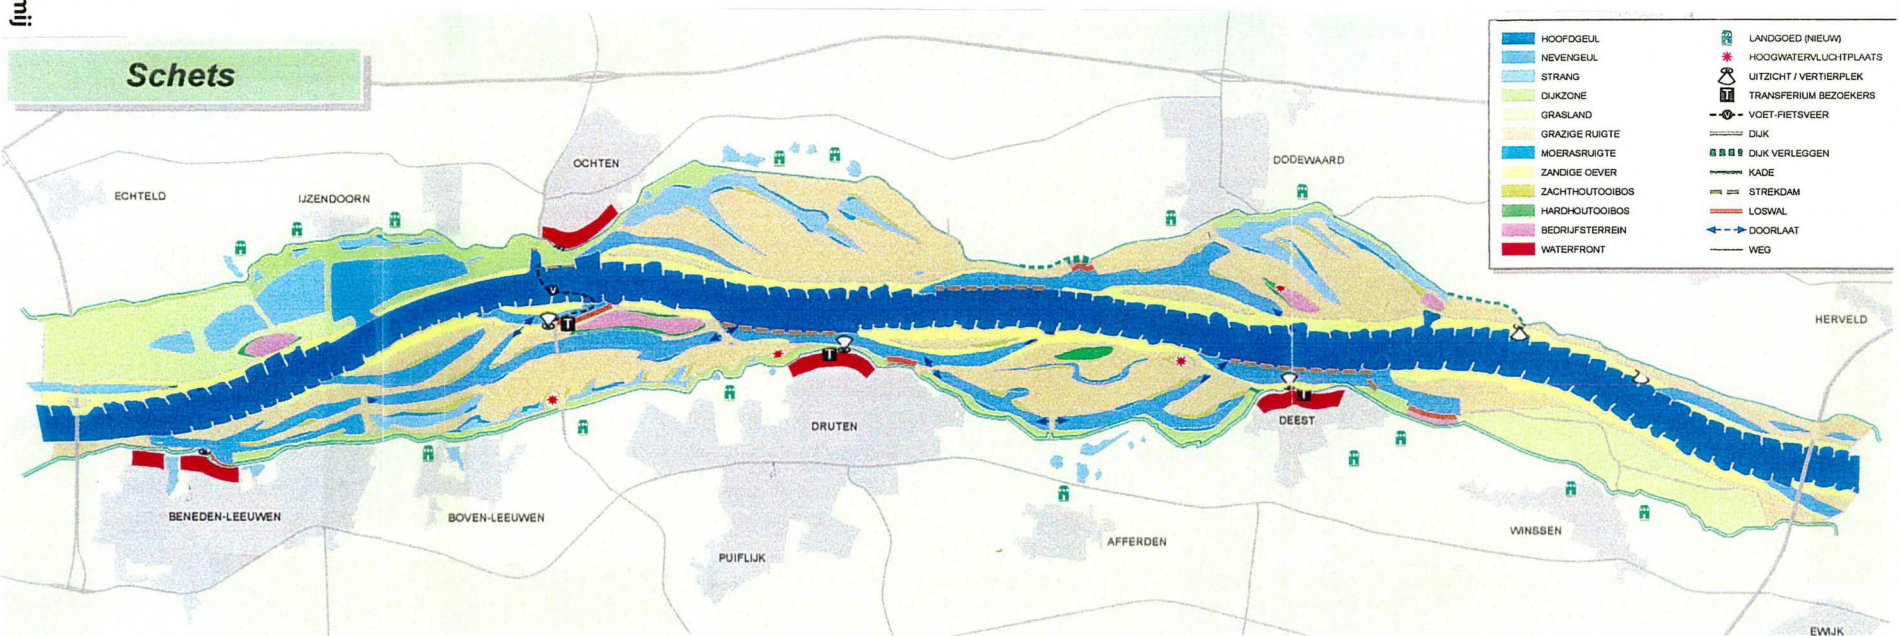 mij
Schets
HOOFDGEUL
NEVENGEUL
STRANG
DIJKZONE
GRASLAND
GRAZIGE RUIGTE
MOERASRUIGTE
ZANDIGE OEVER
ZACHTHOUTOOIBOS
HARDHOUTOOIBOS
BEDRIJFSTERREIN
WATERFRONT
LANDGOED (NIEUW)
HOOGWATERVLUCHTPLAATS
UITZICHT / VERTIERPLEK
T TRANSFERIUM BEZOEKERS
V VOET-FIETSVEER
DIJK
DIJK VERLEGGEN
KADE
STREKDAM
LOSWAL
DOORLAAT
WEG
OCHTEN
DODEWAARD
ECHTELD
IJZENDOORN
V
T
HERVELD
T
T
DRUTEN
DEEST
BENEDEN-LEEUWEN
BOVEN-LEEUWEN
WINSSEN
AFFERDEN
PUIFLIJK
EWIJK